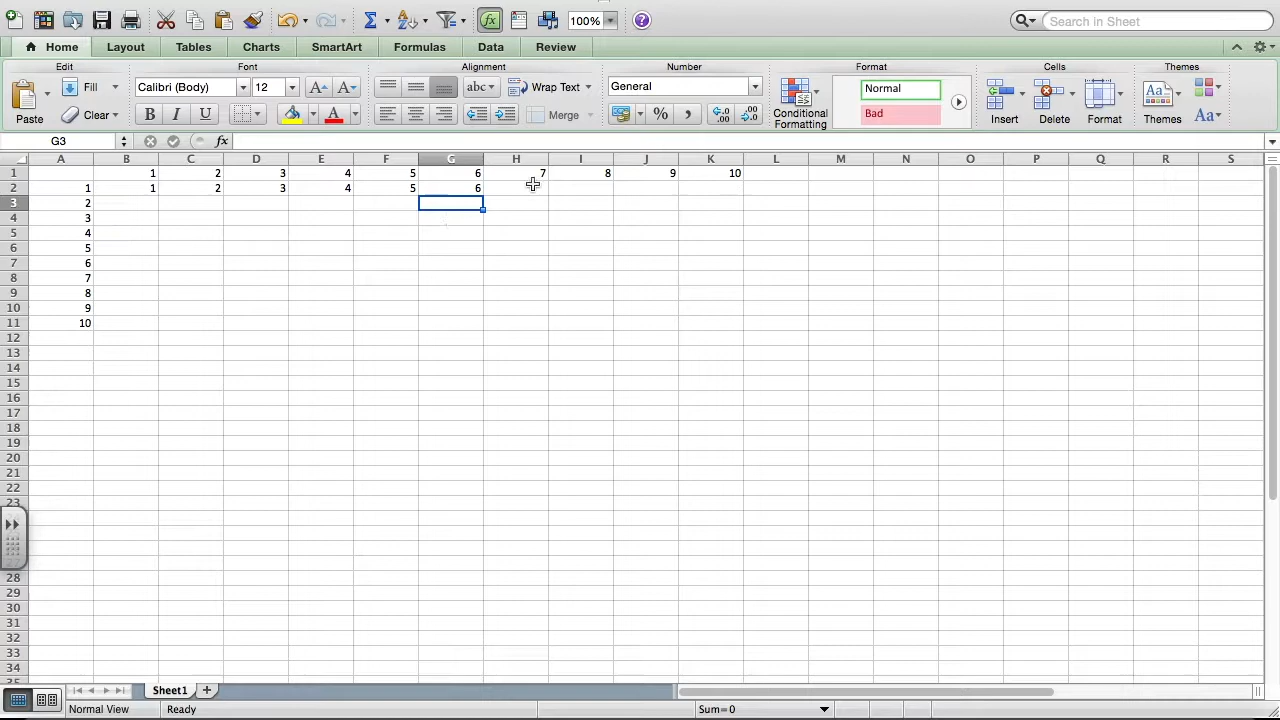 100%
Search in Sheet
Home Layout Tables Charts SmartArt Formulas Data Review
Edit Font Alignment Number Format Cells Themes
Paste Fill Calibri (Body) 12 A A abc Wrap Text General Conditional Formatting Normal Insert Delete Format Themes Aa
Clear B I U A Merge % Bad Aa
G3 fx
A B C D E F G H I J K L M N O P Q R S
1 1 2 3 4 5 6 7 8 9 10
2 1 1 2 3 4 5 6
3 2
4 3
5 4
6 5
7 6
8 7
9 8
10 9
11 10
12
13
14
15
16
17
18
19
20
21
22
23
28
29
30
31
32
33
34
35
Sheet1
Normal View Ready Sum=0